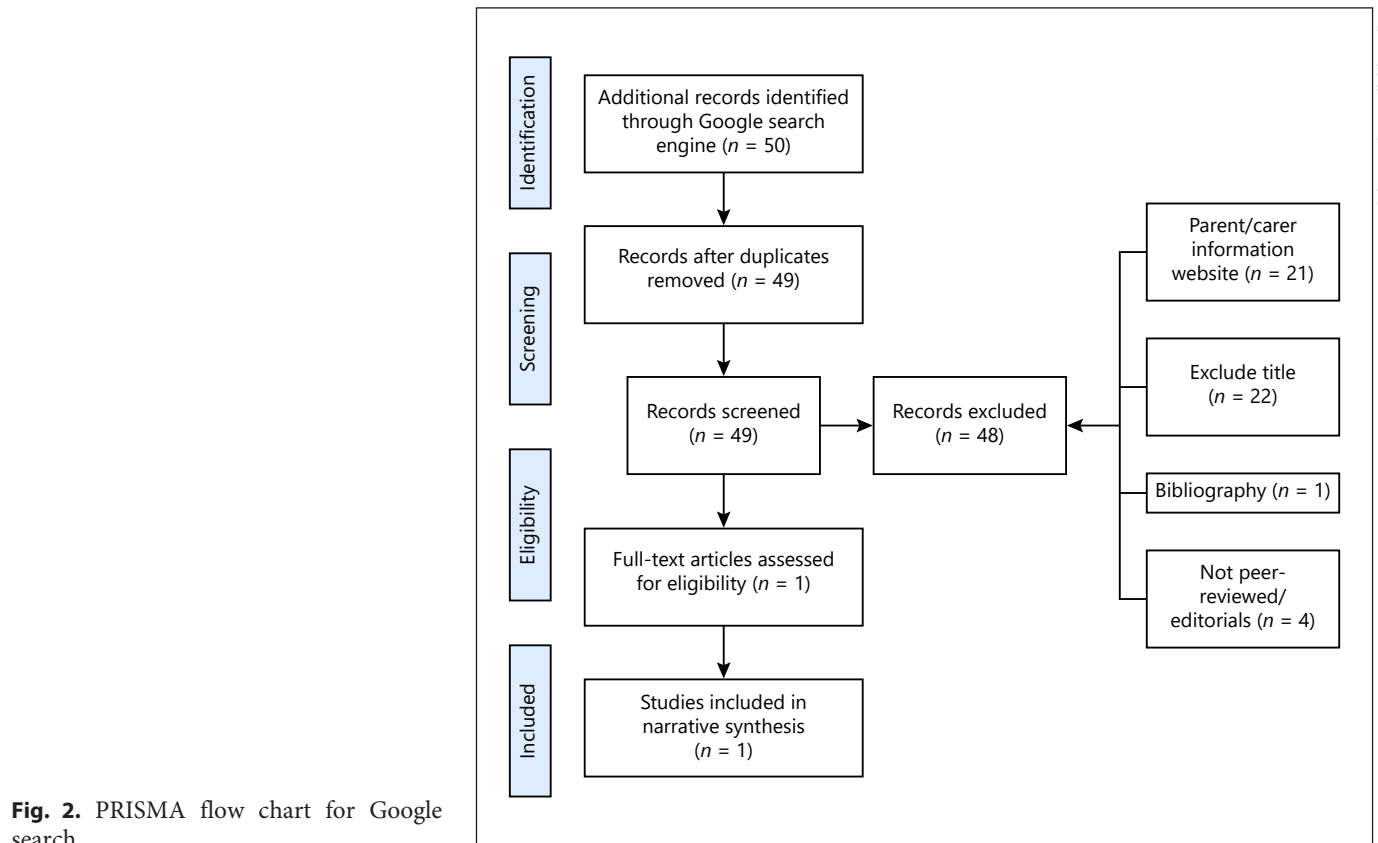 Identification
Additional records identified
through Google search
engine (n = 50)
Records after duplicates
removed (n = 49)
Screening
Records screened
(n = 49)
Records excluded
(n = 48)
Parent/carer
information
website (n = 21)
Exclude title
(n = 22)
Bibliography (n = 1)
Not peer-
reviewed/
editorials (n = 4)
Eligibility
Full-text articles assessed
for eligibility (n = 1)
Included
Studies included in
narrative synthesis
(n = 1)
Fig. 2. PRISMA flow chart for Google
search